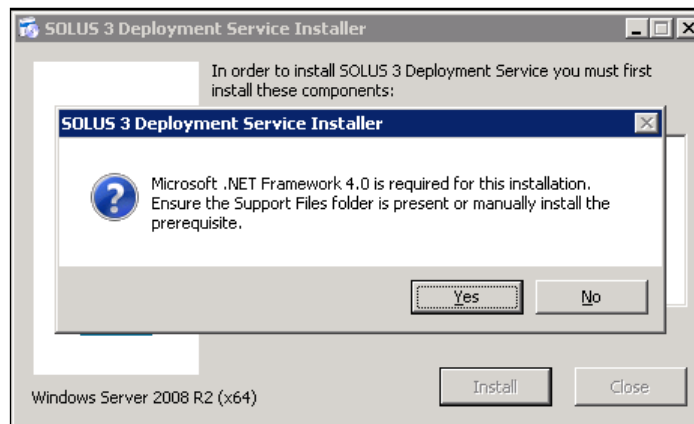 SOLUS 3 Deployment Service Installer
In order to install SOLUS 3 Deployment Service you must first
install these components:
SOLUS 3 Deployment Service Installer
Microsoft .NET Framework 4.0 is required for this installation.
Ensure the Support Files folder is present or manually install the
prerequisite.
Yes
No
Install
Close
Windows Server 2008 R2 (x64)